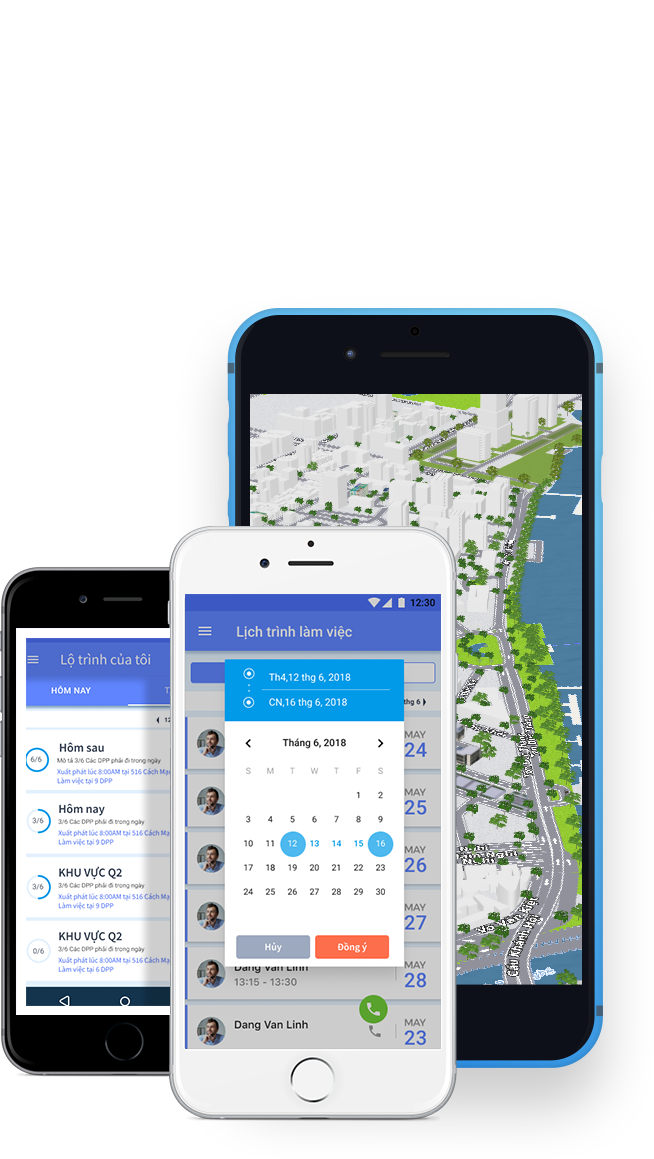 12:30
Lịch trình làm việc
Th4,12 thg 6, 2018
CN,16 thg 6, 2018
thg 6
Tháng 6, 2018
S M T W T F S
1 2
3 4 5 6 7 8 9
10 11 12 13 14 15 16
17 18 19 20 21 22 23
24 25 26 27 28 29 30
Hủy Đồng ý
MAY
24
MAY
25
MAY
26
MAY
27
Dang Van Linh
13:15 - 13:30
MAY
28
Dang Van Linh
MAY
23
Lộ trình của tôi
HÔM NAY T
12
6/6
Hôm sau
Mô tả 3/6 Các DPP phải đi trong ngày
Xuất phát lúc 8:00AM tại 516 Cách Mạ
Làm việc tại 9 DPP
3/6
Hôm nay
3/6 Các DPP phải đi trong ngày
Xuất phát lúc 8:00AM tại 516 Cách Mạ
Làm việc tại 9 DPP
3/6
KHU VỰC Q2
3/6 Các DPP phải đi trong ngày
Xuất phát lúc 8:00AM tại 516 Cách Mạ
Làm việc tại 9 DPP
0/6
KHU VỰC Q2
3/6 Các DPP phải đi trong ngày
Xuất phát lúc 8:00AM tại 516 Cách Mạ
Làm việc tại 6 DPP
Võ Văn Kiệt
Cầu Khánh Hội